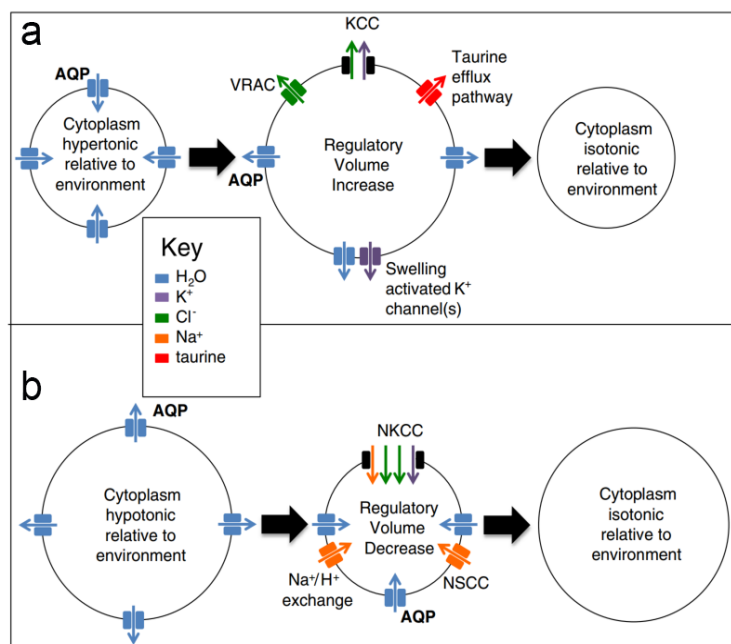 a
KCC
Taurine
efflux
pathway
VRAC
AQP
Cytoplasm
hypertonic
relative to
environment
Regulatory
Volume
Increase
AQP
Cytoplasm
isotonic
relative to
environment
Swelling
activated K⁺
channel(s)
Key
H₂O
K⁺
Cl⁻
Na⁺
taurine
b
AQP
NKCC
Cytoplasm
hypotonic
relative to
environment
Regulatory
Volume
Decrease
Cytoplasm
isotonic
relative to
environment
Na⁺/H⁺
exchange
NSCC
AQP